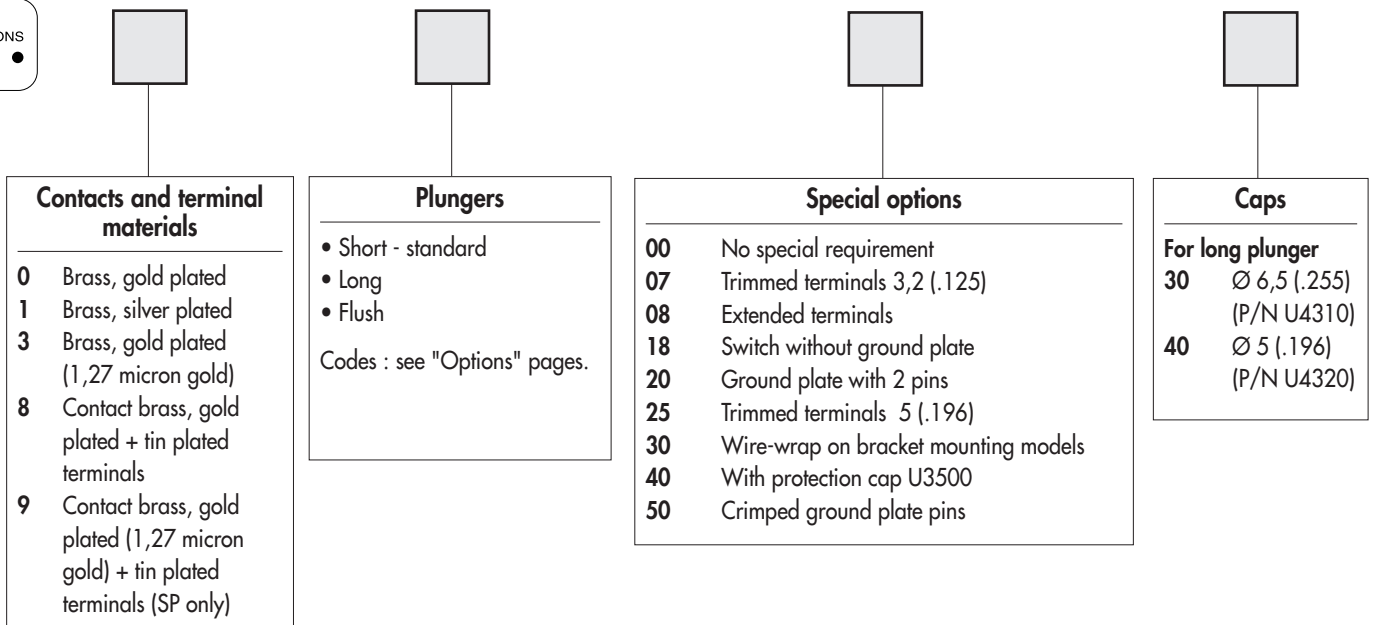 Contacts and terminal
materials
0 Brass, gold plated
1 Brass, silver plated
3 Brass, gold plated
(1,27 micron gold)
8 Contact brass, gold
plated + tin plated
terminals
9 Contact brass, gold
plated (1,27 micron
gold) + tin plated
terminals (SP only)
Plungers
• Short - standard
• Long
• Flush
Codes : see "Options" pages.
Special options
00 No special requirement
07 Trimmed terminals 3,2 (.125)
08 Extended terminals
18 Switch without ground plate
20 Ground plate with 2 pins
25 Trimmed terminals 5 (.196)
30 Wire-wrap on bracket mounting models
40 With protection cap U3500
50 Crimped ground plate pins
Caps
For long plunger
30 Ø 6,5 (.255)
(P/N U4310)
40 Ø 5 (.196)
(P/N U4320)